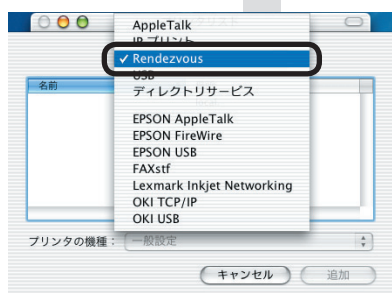 AppleTalk
IP プリント
✓ Rendezvous
USB
ディレクトリサービス
EPSON AppleTalk
EPSON FireWire
EPSON USB
FAXstf
Lexmark Inkjet Networking
OKI TCP/IP
OKI USB
名前
プリンタの機種： 一般設定
キャンセル 追加